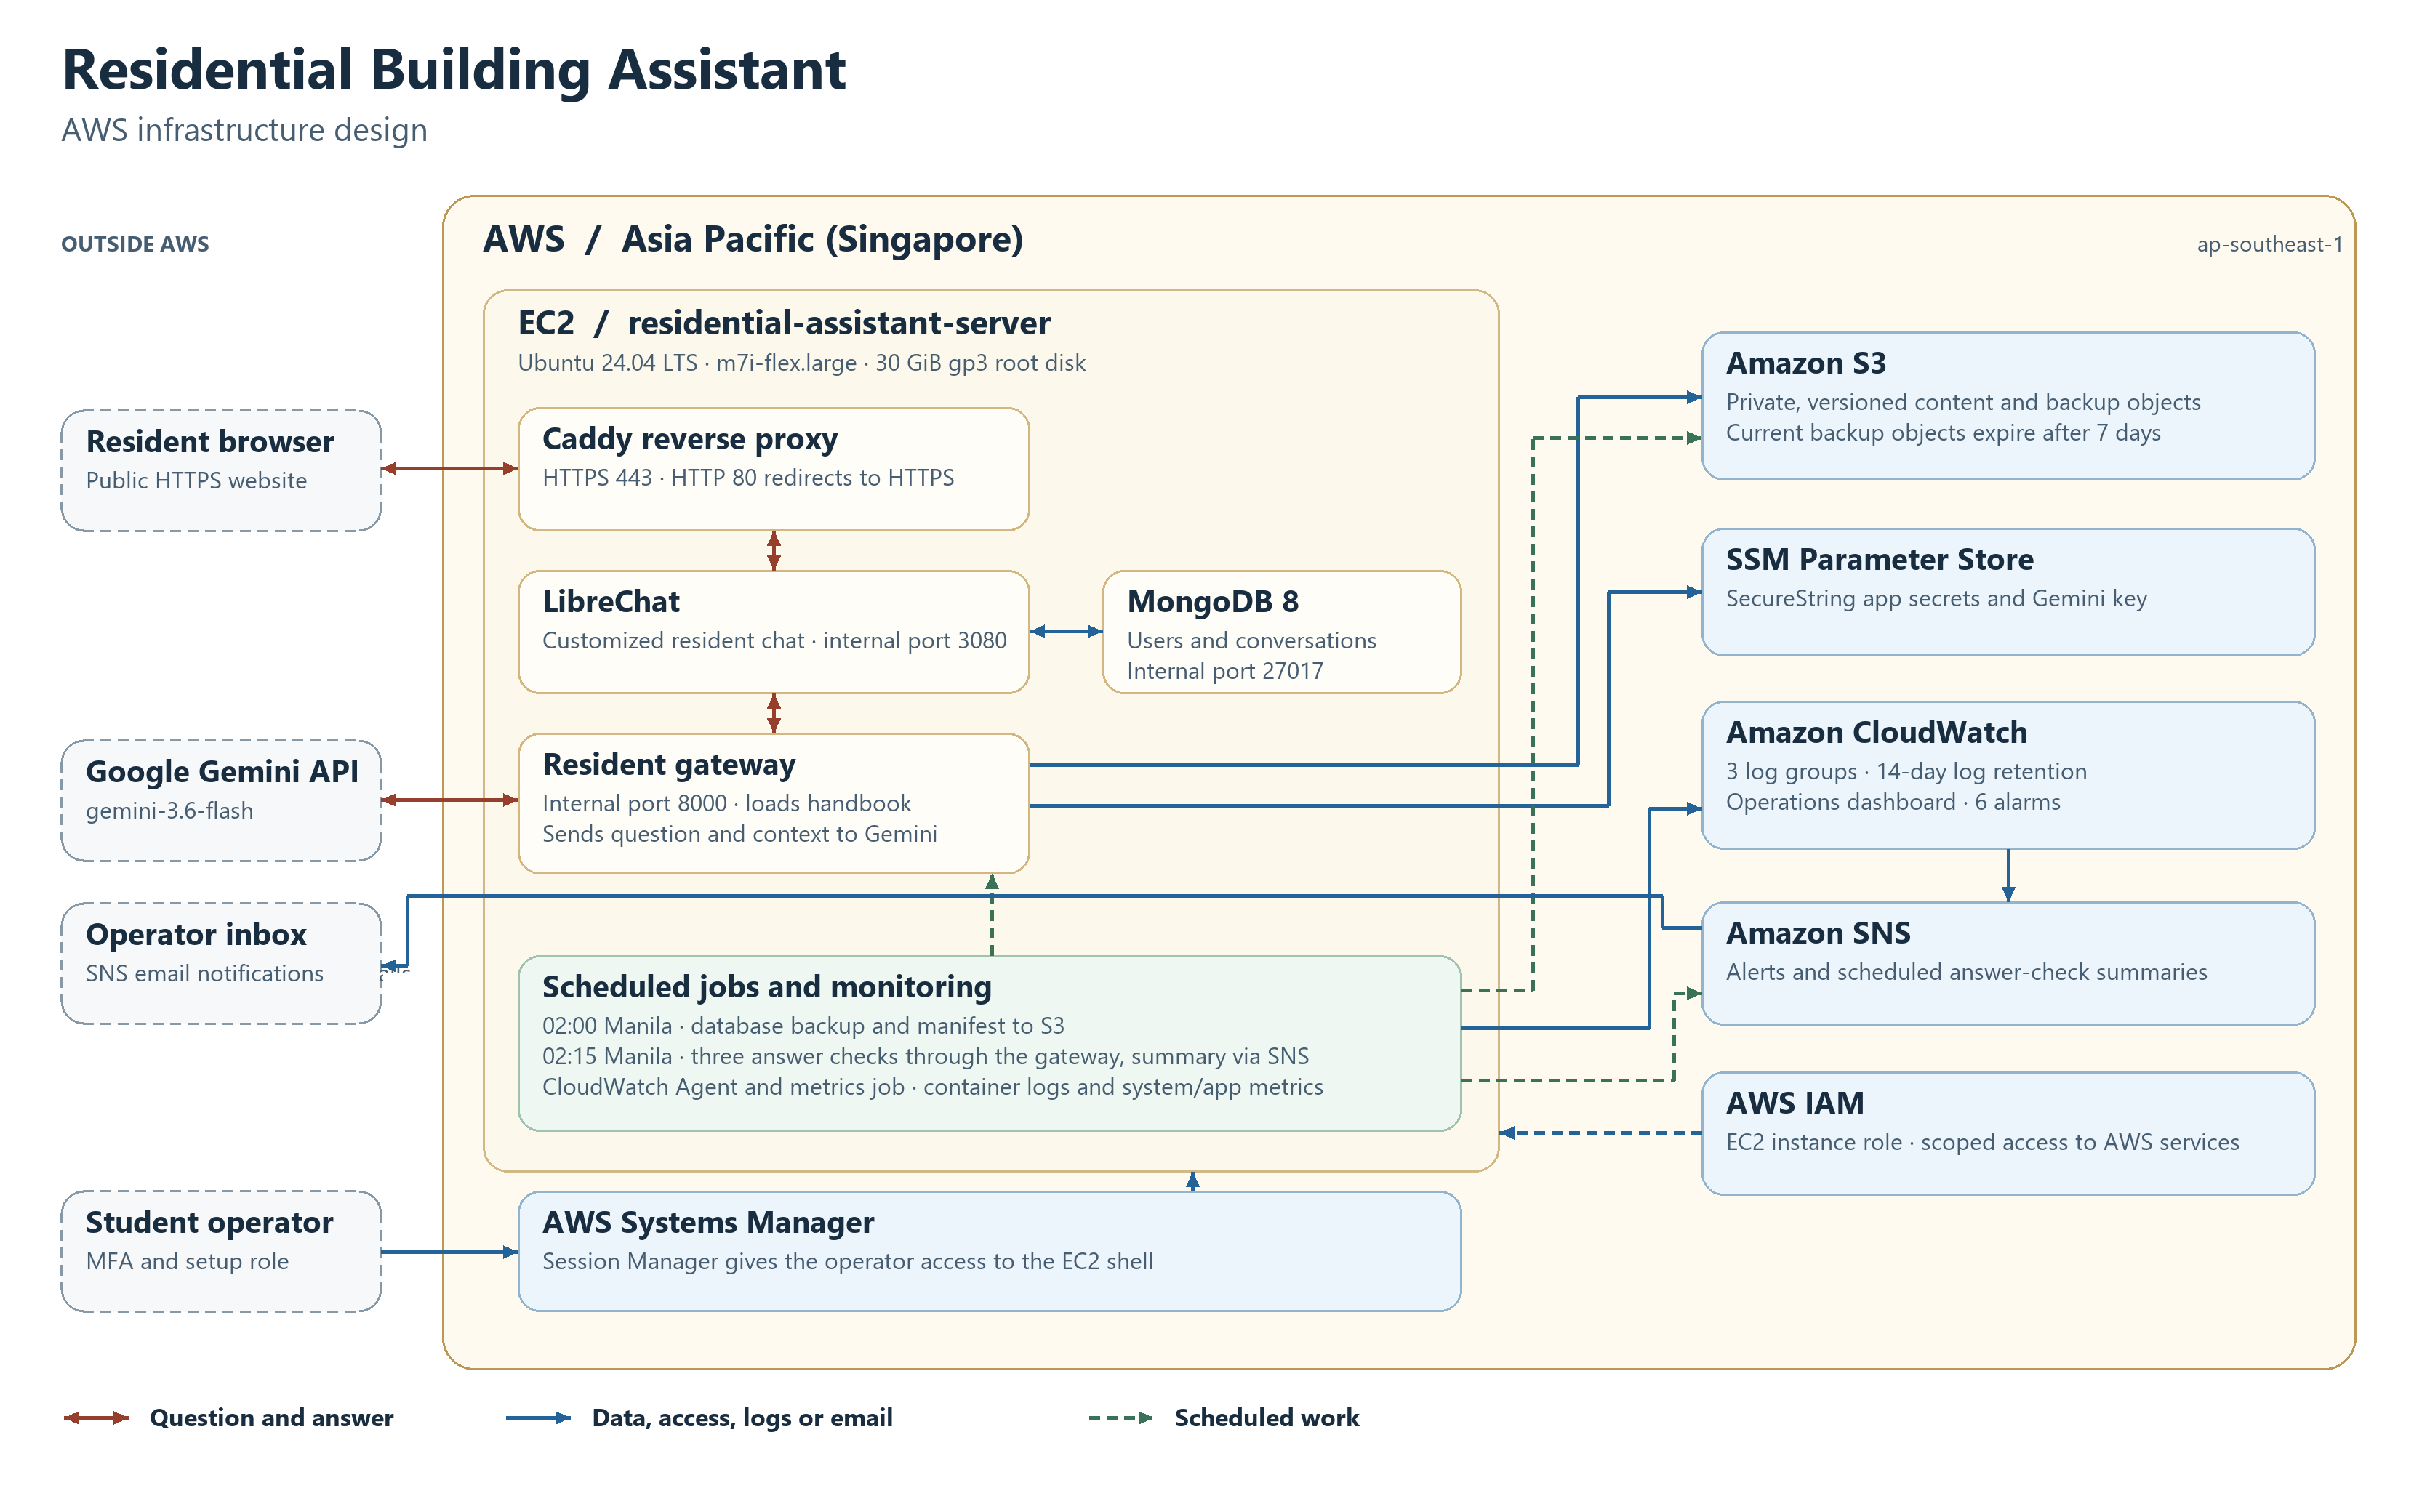 Residential Building Assistant
AWS infrastructure design
OUTSIDE AWS
AWS / Asia Pacific (Singapore)
ap-southeast-1
EC2 / residential-assistant-server
Ubuntu 24.04 LTS · m7i-flex.large · 30 GiB gp3 root disk
Resident browser
Public HTTPS website
Caddy reverse proxy
HTTPS 443 · HTTP 80 redirects to HTTPS
Amazon S3
Private, versioned content and backup objects
Current backup objects expire after 7 days
LibreChat
Customized resident chat · internal port 3080
MongoDB 8
Users and conversations
Internal port 27017
SSM Parameter Store
SecureString app secrets and Gemini key
Google Gemini API
gemini-3.6-flash
Resident gateway
Internal port 8000 · loads handbook
Sends question and context to Gemini
Amazon CloudWatch
3 log groups · 14-day log retention
Operations dashboard · 6 alarms
Operator inbox
SNS email notifications
Amazon SNS
Alerts and scheduled answer-check summaries
Scheduled jobs and monitoring
02:00 Manila · database backup and manifest to S3
02:15 Manila · three answer checks through the gateway, summary via SNS
CloudWatch Agent and metrics job · container logs and system/app metrics
AWS IAM
EC2 instance role · scoped access to AWS services
Student operator
MFA and setup role
AWS Systems Manager
Session Manager gives the operator access to the EC2 shell
Question and answer
Data, access, logs or email
Scheduled work